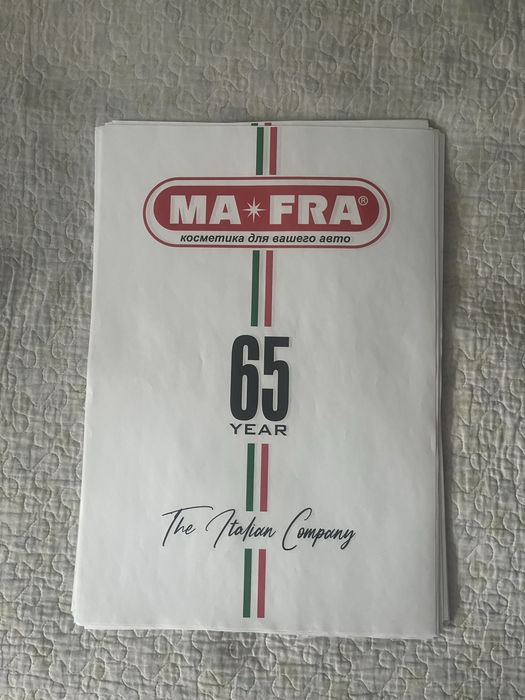 MA FRA®
косметика для вашего авто
65
YEAR
The Italian Company